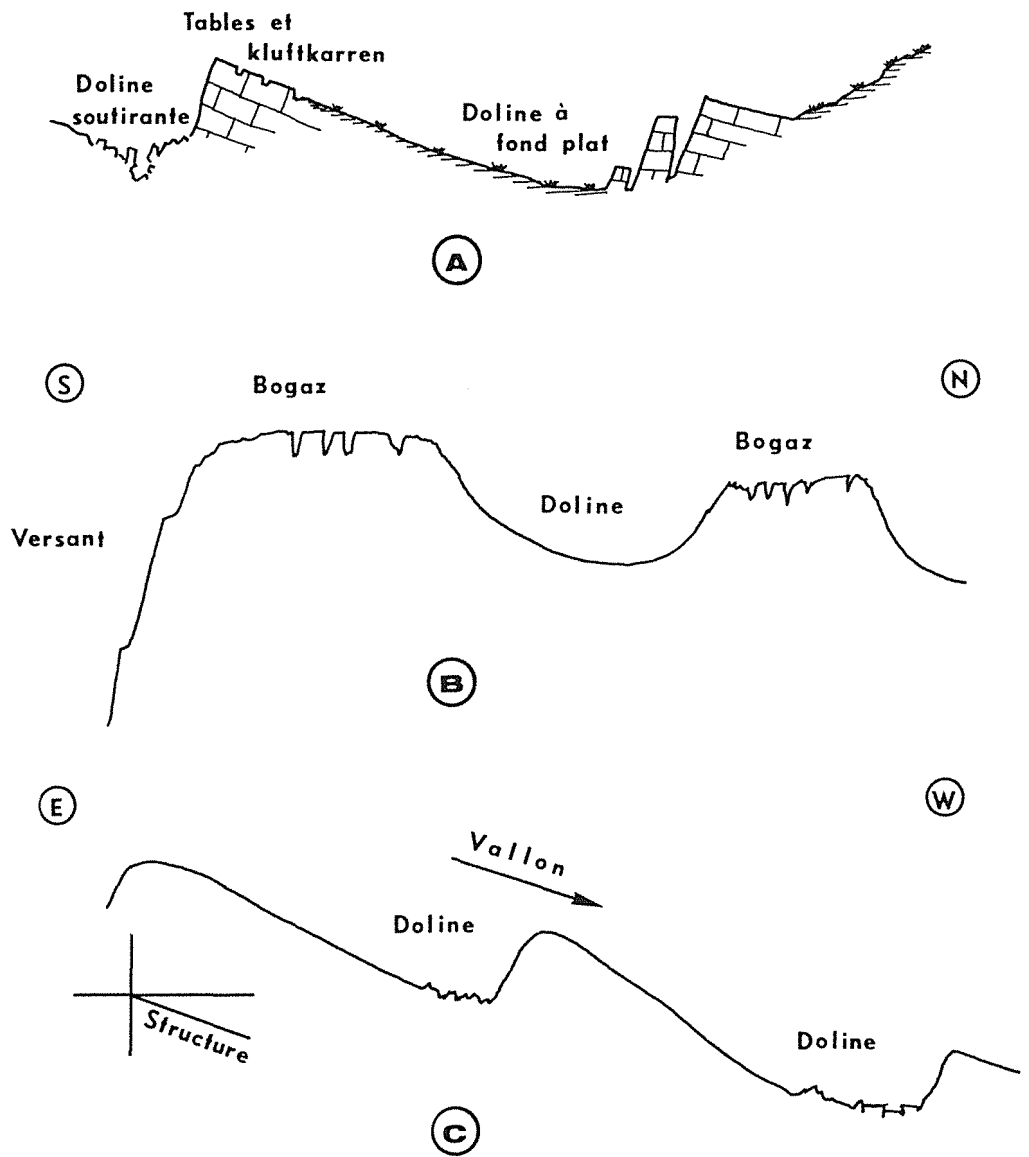 Tables et
kluftkarren
Doline
soutirante
Doline à
fond plat
A
S
N
Bogaz
Bogaz
Doline
Versant
B
E
W
Vallon
Doline
Structure
Doline
C